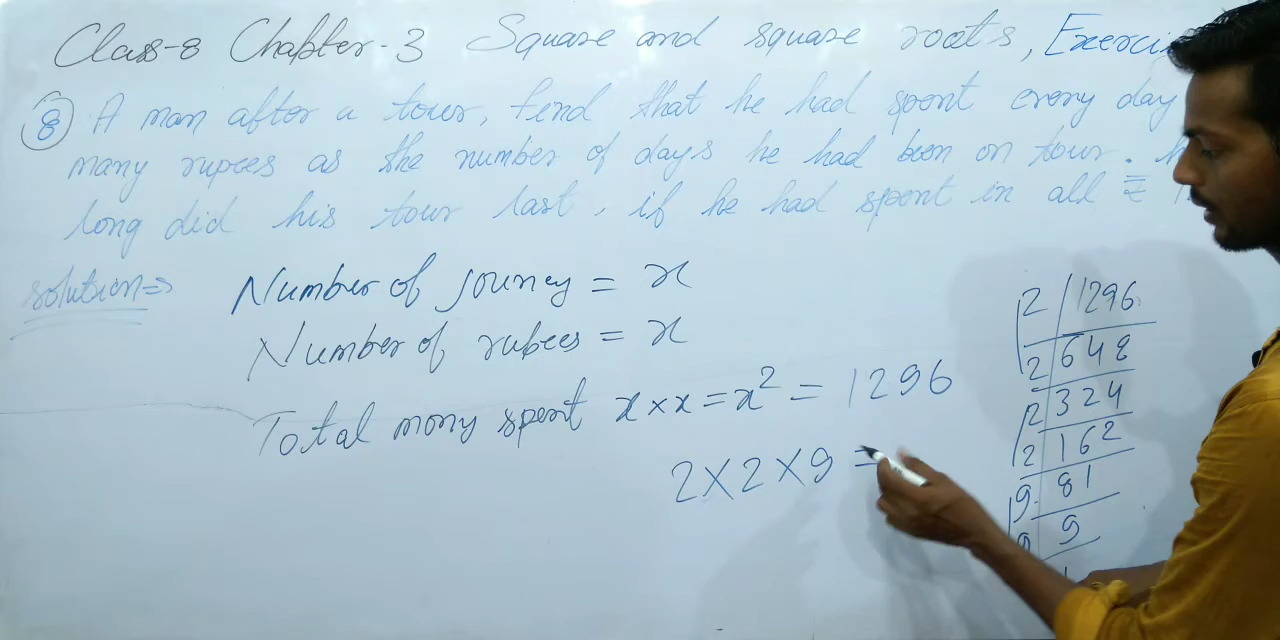 Class-8 Chapter-3 Square and square roots, Exerci
8 A man after a tour, find that he had spent every day
many rupees as the number of days he had been on tour.
long did his tour last, if he had spent in all ₹ 1
solution⇒ Number of journey = x
Number of rupees = x
Total mony spent x×x = x² = 1296
2×2×9 =
2 1296
2 648
2 324
2 162
9 81
9 9
1